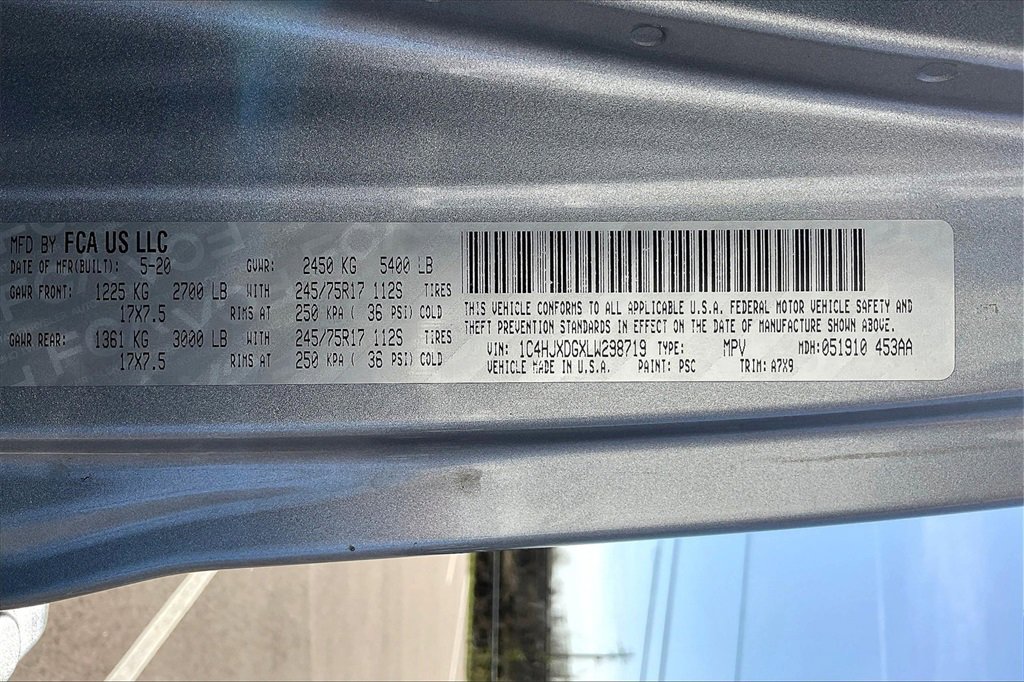 MFD BY FCA US LLC
DATE OF MFR(BUILT): 5-20 GVWR: 2450 KG 5400 LB
GAWR FRONT: 1225 KG 2700 LB WITH 245/75R17 112S TIRES
17X7.5 RIMS AT 250 KPA ( 36 PSI) COLD
GAWR REAR: 1361 KG 3000 LB WITH 245/75R17 112S TIRES
17X7.5 RIMS AT 250 KPA ( 36 PSI) COLD
THIS VEHICLE CONFORMS TO ALL APPLICABLE U.S.A. FEDERAL MOTOR VEHICLE SAFETY AND
THEFT PREVENTION STANDARDS IN EFFECT ON THE DATE OF MANUFACTURE SHOWN ABOVE.
VIN: 1C4HJXDGXLW298719 TYPE: MPV MDH:051910 453AA
VEHICLE MADE IN U.S.A. PAINT: PSC TRIM: A7X9